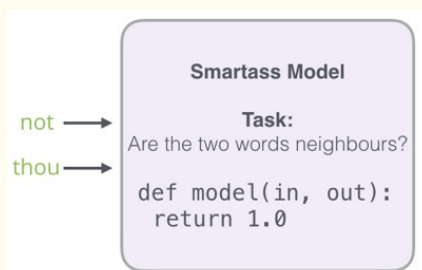 Smartass Model
Task:
not
Are the two words neighbours?
thou
def model(in, out):
return 1.0